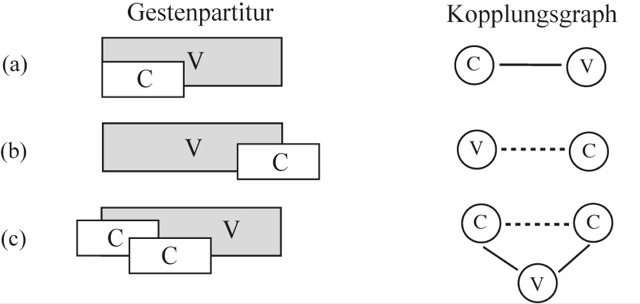 Gestenpartitur Kopplungsgraph
(a) V C C V
(b) V C V C
(c) C C V C C V